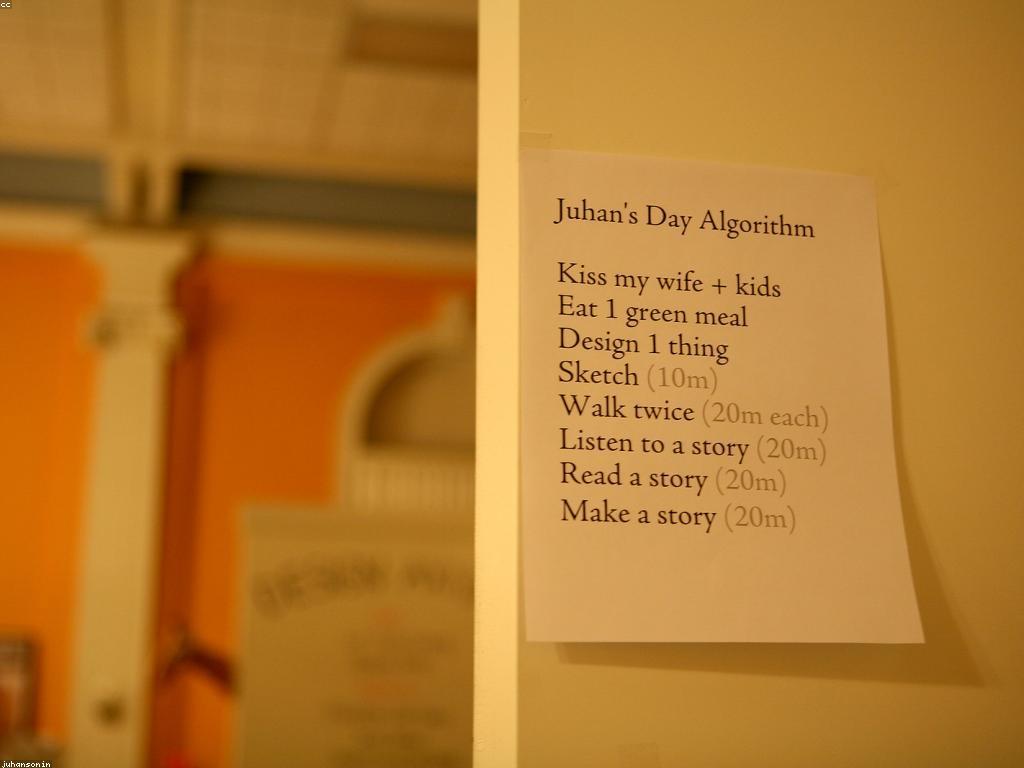 cc
Juhan's Day Algorithm
Kiss my wife + kids
Eat 1 green meal
Design 1 thing
Sketch (10m)
Walk twice (20m each)
Listen to a story (20m)
Read a story (20m)
Make a story (20m)
DESIGN
juhansonin